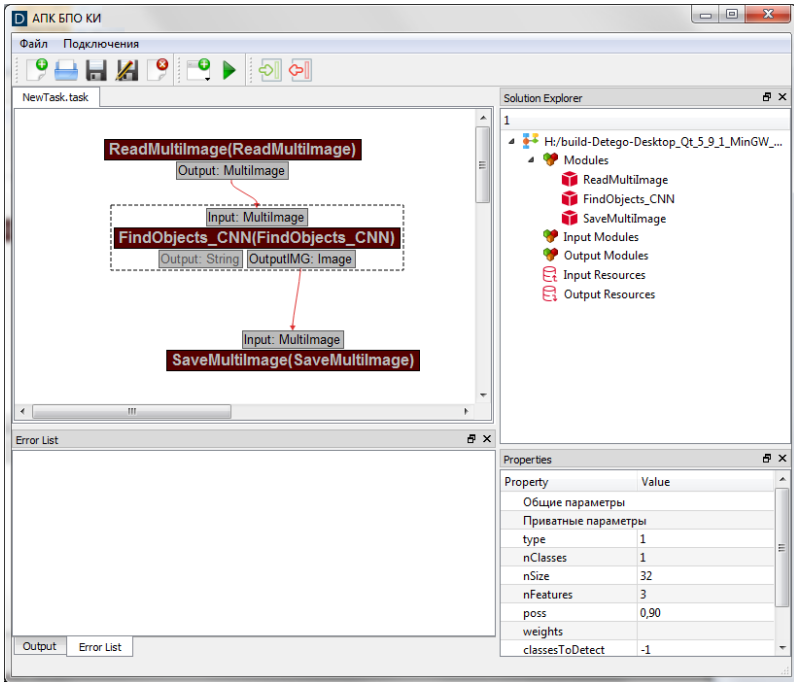 АПК БПО КИ
Файл Подключения
NewTask.task
ReadMultiImage(ReadMultiImage)
Output: MultiImage
Input: MultiImage
FindObjects_CNN(FindObjects_CNN)
Output: String OutputIMG: Image
Input: MultiImage
SaveMultiImage(SaveMultiImage)
Error List
Output Error List
Solution Explorer
1
H:/build-Detego-Desktop_Qt_5_9_1_MinGW_...
Modules
ReadMultiImage
FindObjects_CNN
SaveMultiImage
Input Modules
Output Modules
Input Resources
Output Resources
Properties
Property Value
Общие параметры
Приватные параметры
type 1
nClasses 1
nSize 32
nFeatures 3
poss 0,90
weights
classesToDetect -1